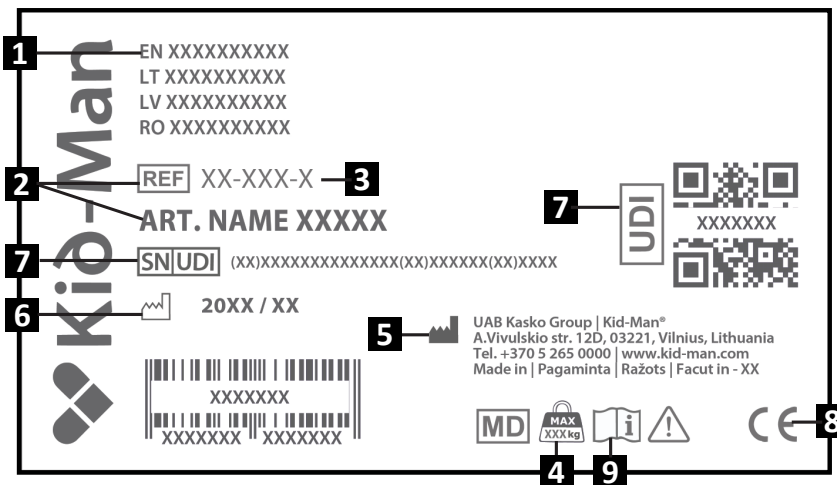 1
EN XXXXXXXXXX
LT XXXXXXXXXX
LV XXXXXXXXXX
RO XXXXXXXXXX
Kid-Man
2
REF XX-XXX-X
3
ART. NAME XXXXX
7
SN UDI (XX)XXXXXXXXXXXXXX(XX)XXXXXX(XX)XXXX
6
20XX / XX
XXXXXXX
XXXXXXX XXXXXXX
7
UDI
XXXXXXX
5
UAB Kasko Group | Kid-Man®
A.Vivulskio str. 12D, 03221, Vilnius, Lithuania
Tel. +370 5 265 0000 | www.kid-man.com
Made in | Pagaminta | Ražots | Facut in - XX
MD
MAX
XXX kg
i
CE
8
4
9